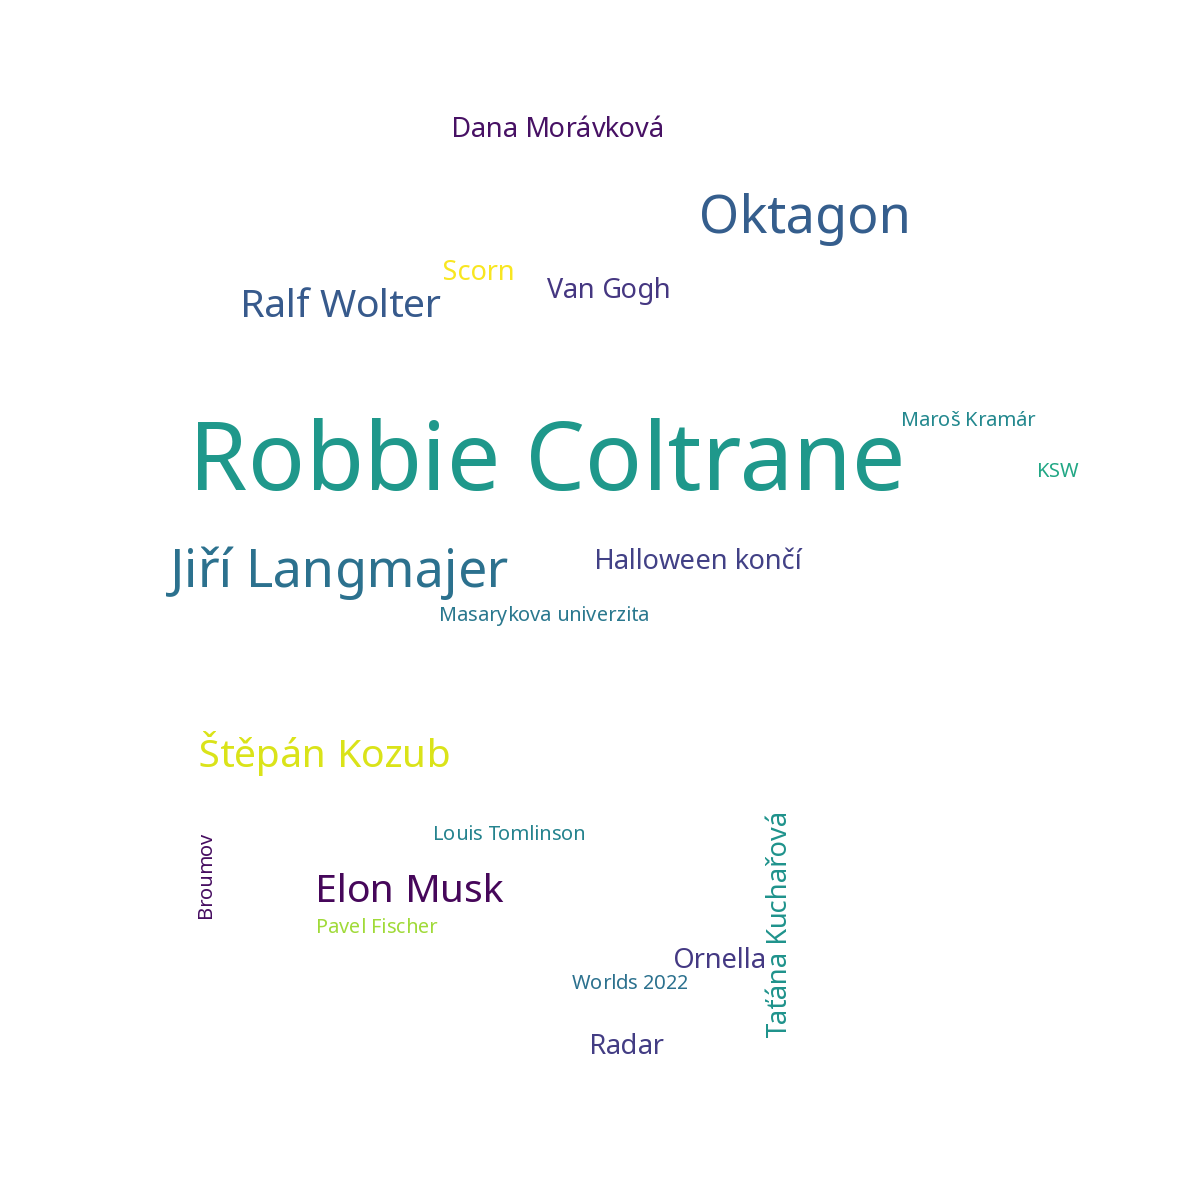 Dana Morávková
Oktagon
Scorn
Van Gogh
Ralf Wolter
Maroš Kramár
Robbie Coltrane
KSW
Jiří Langmajer
Halloween končí
Masarykova univerzita
Štěpán Kozub
Louis Tomlinson
Broumov
Elon Musk
Taťána Kuchařová
Pavel Fischer
Ornella
Worlds 2022
Radar